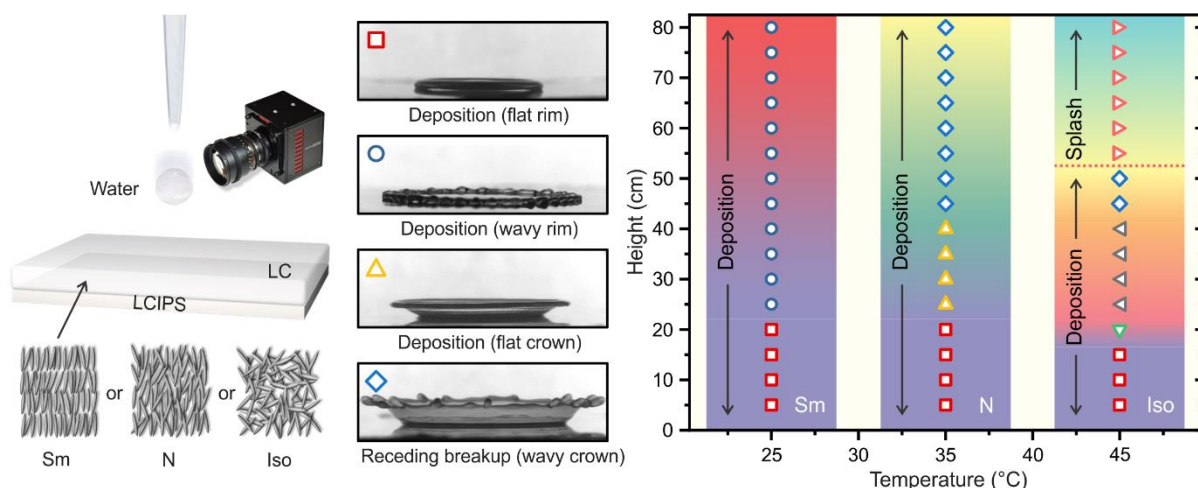 Water
LC
LCIPS
or
or
Sm
N
Iso
Deposition (flat rim)
Deposition (wavy rim)
Deposition (flat crown)
Receding breakup (wavy crown)
Height (cm)
80
70
60
50
40
30
20
10
0
Deposition
Sm
Deposition
N
Splash
Deposition
Iso
25
30
35
40
45
Temperature (°C)